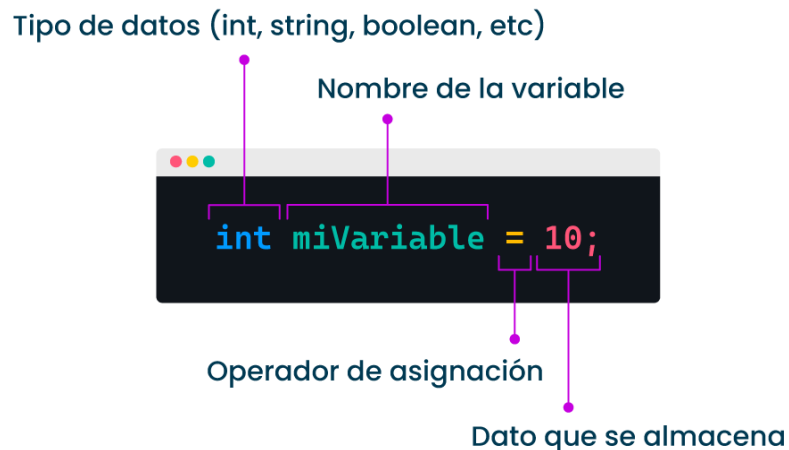 Tipo de datos (int, string, boolean, etc)
Nombre de la variable
int miVariable = 10;
Operador de asignación
Dato que se almacena